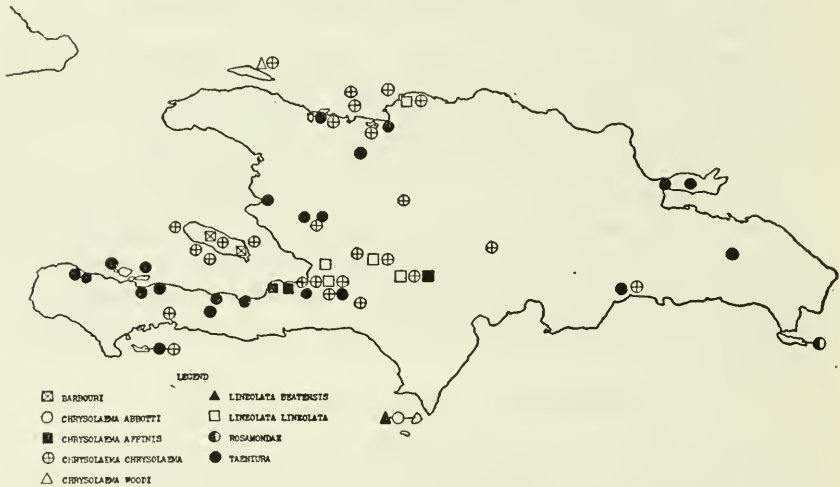 LEGEND
BARBOURI
CHRYSOLAEMA ABBOTTI
CHRYSOLAEMA AFFINIS
CHRYSOLAEMA CHRYSOLAEMA
CHRYSOLAEMA WOODI
LINEOLATA BEATENSIS
LINEOLATA LINEOLATA
ROSAMONDAE
TAENIURA